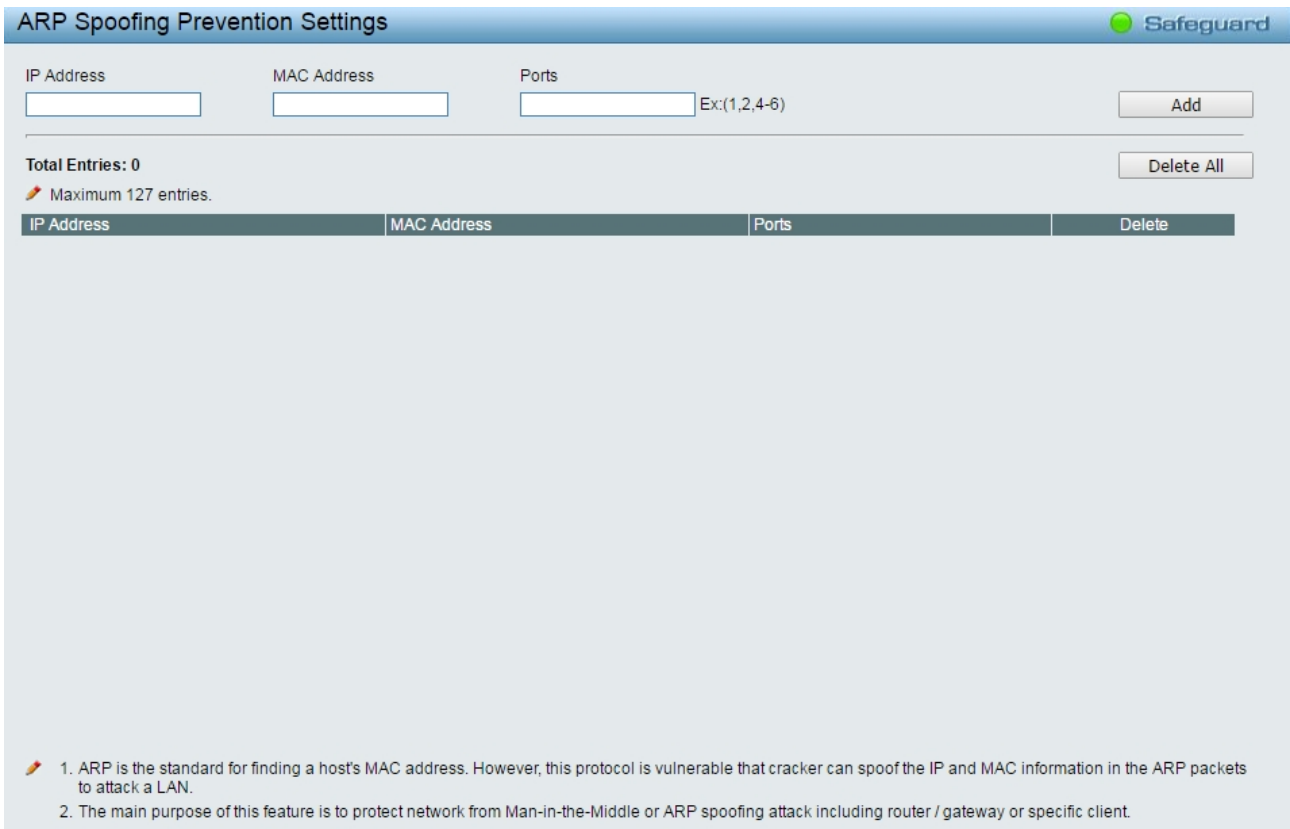 ARP Spoofing Prevention Settings
Safeguard
IP Address MAC Address Ports
Ex:(1,2,4-6) Add
Total Entries: 0 Delete All
Maximum 127 entries.
IP Address MAC Address Ports Delete
1. ARP is the standard for finding a host's MAC address. However, this protocol is vulnerable that cracker can spoof the IP and MAC information in the ARP packets
to attack a LAN.
2. The main purpose of this feature is to protect network from Man-in-the-Middle or ARP spoofing attack including router / gateway or specific client.